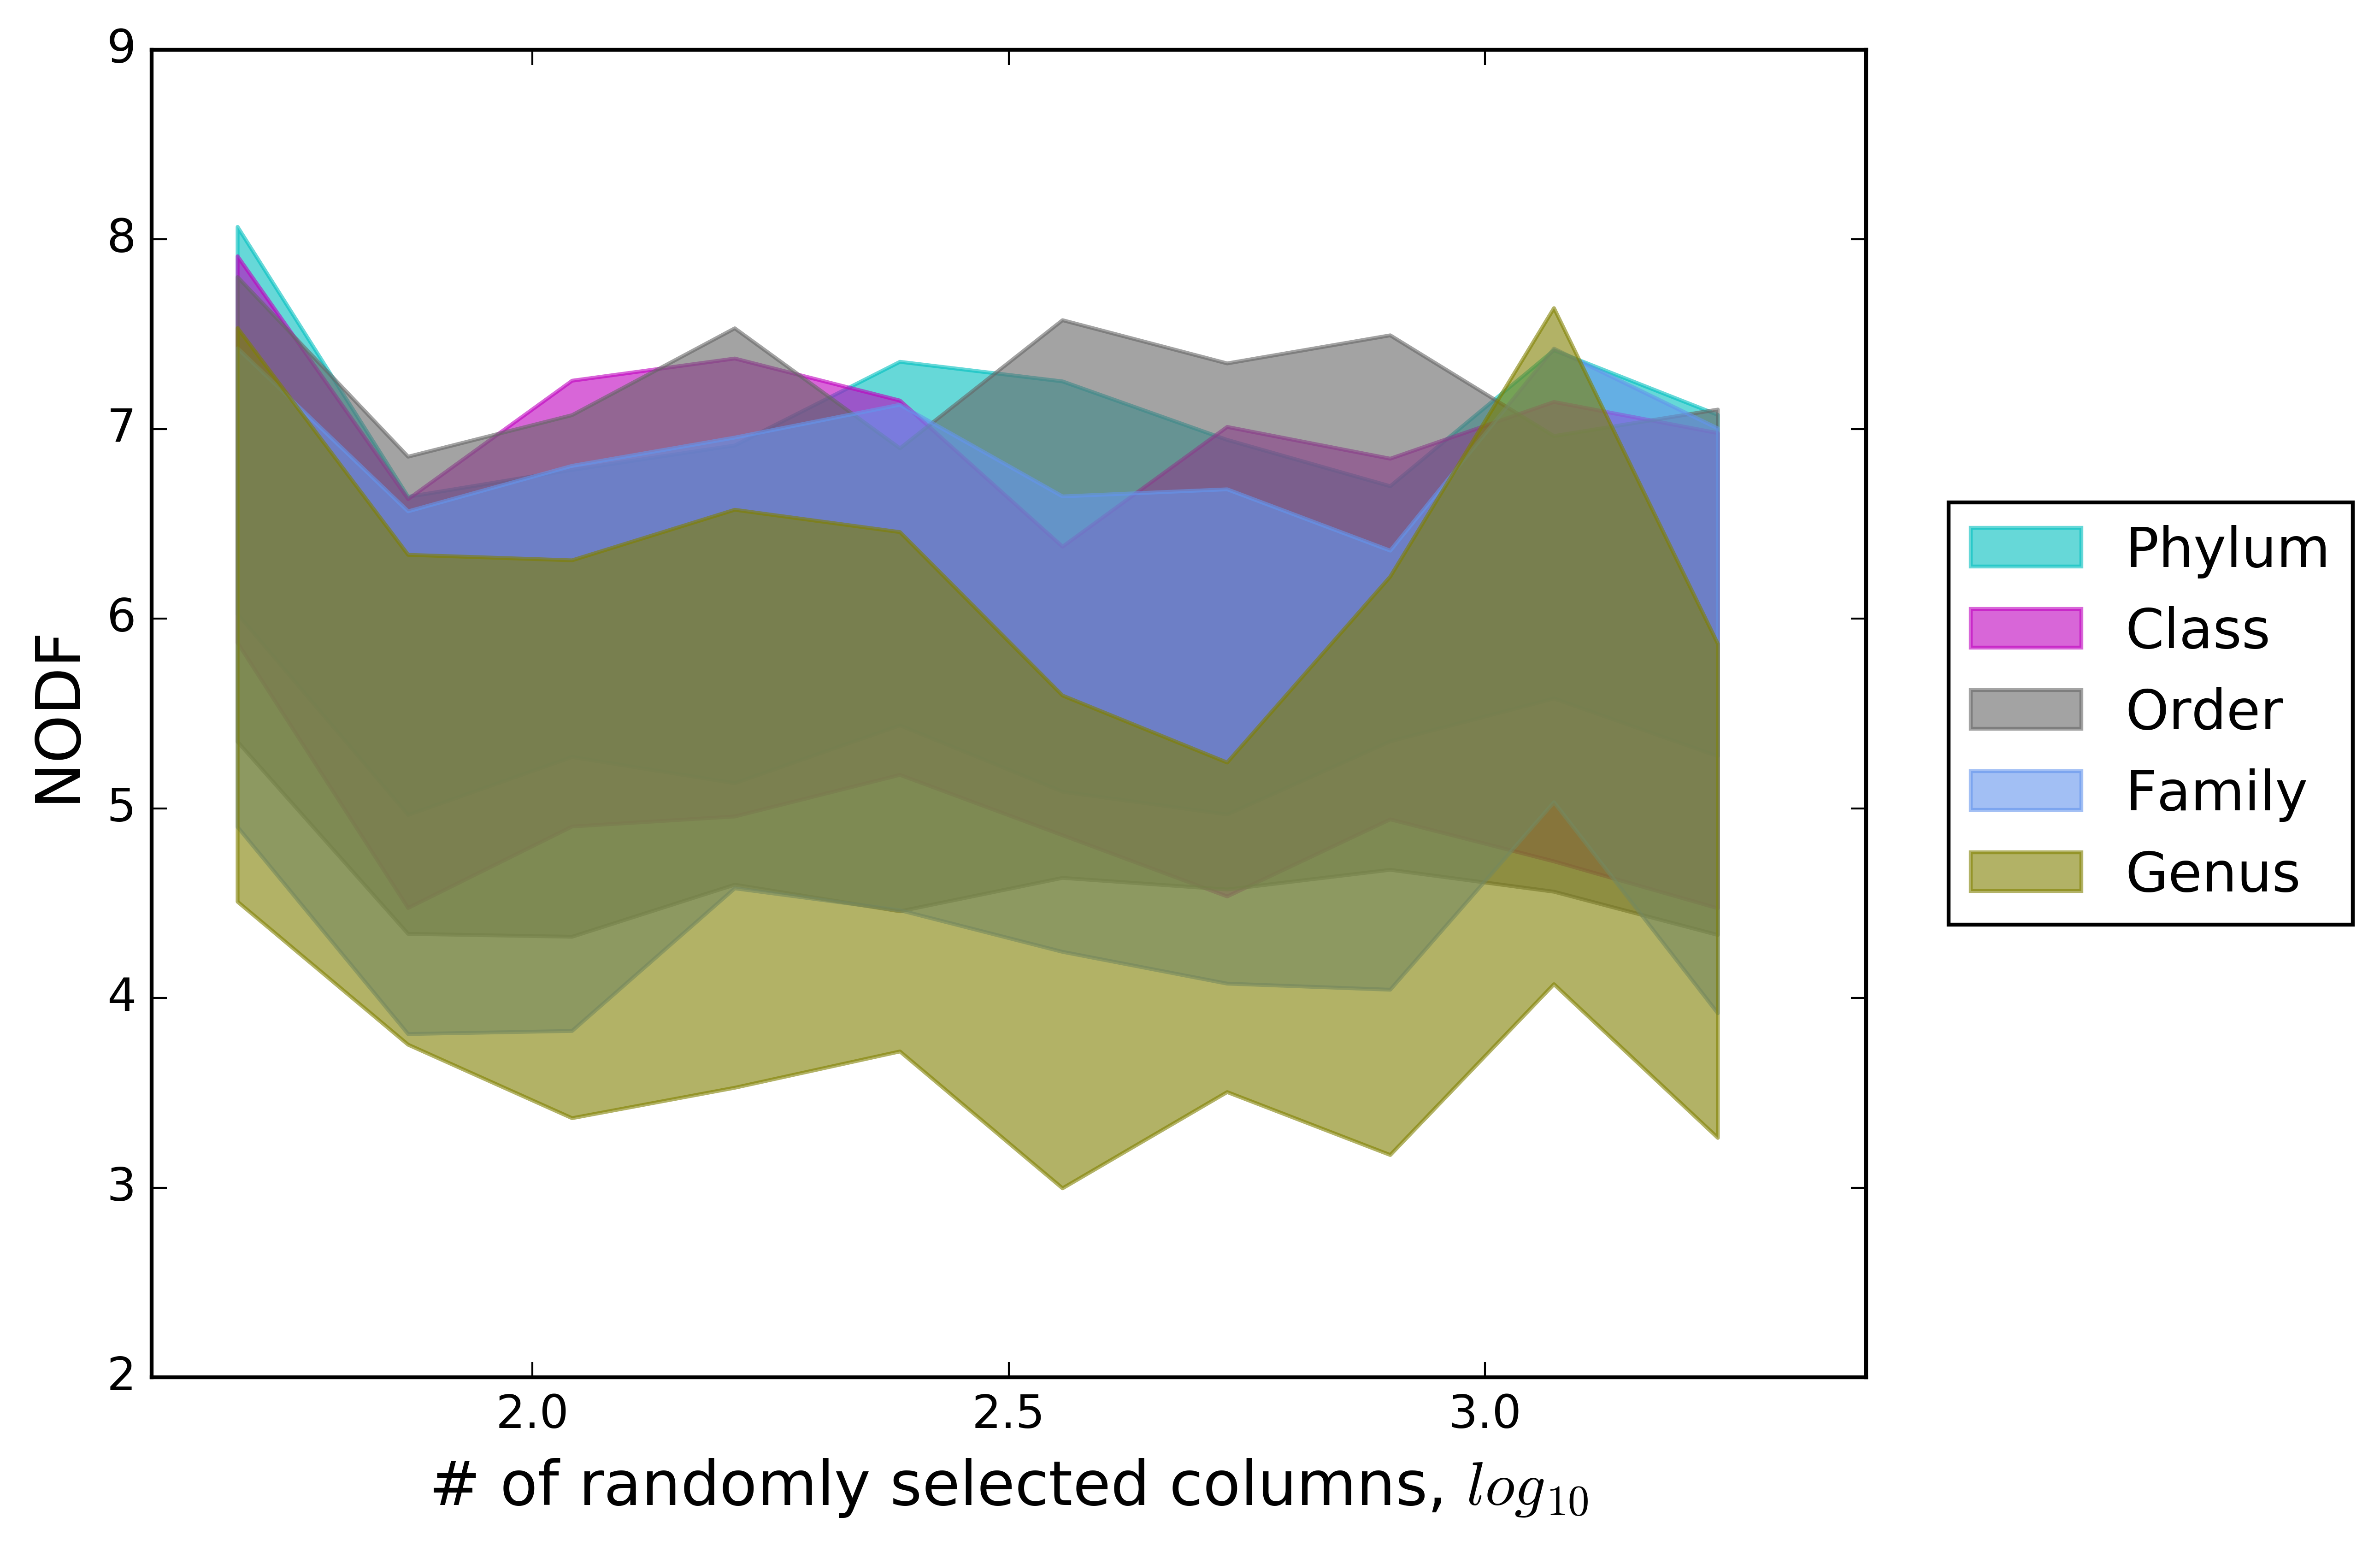 9
8
7
6
5
4
3
2
NODF
2.0 2.5 3.0
# of randomly selected columns, log₁₀
Phylum
Class
Order
Family
Genus